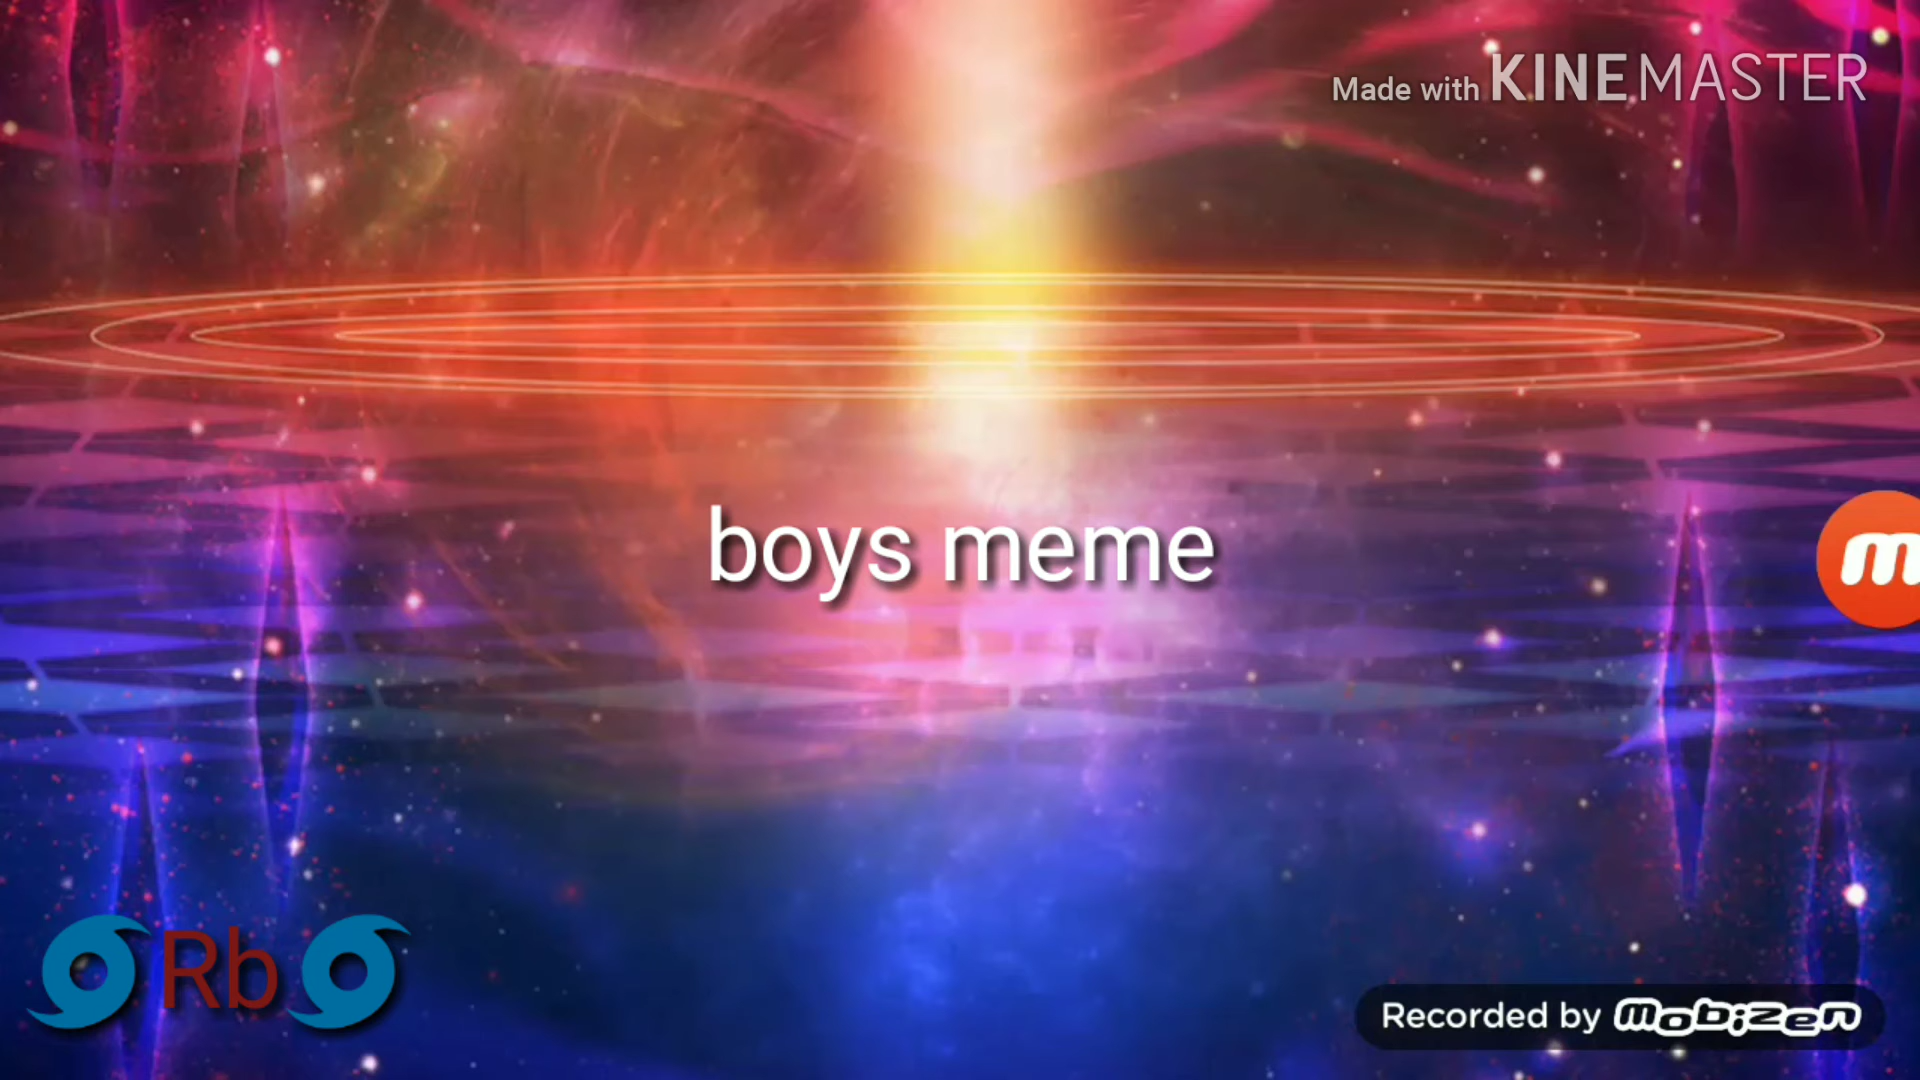 Made with KINEMASTER
boys meme
m
🌀Rb🌀
Recorded by mobizen